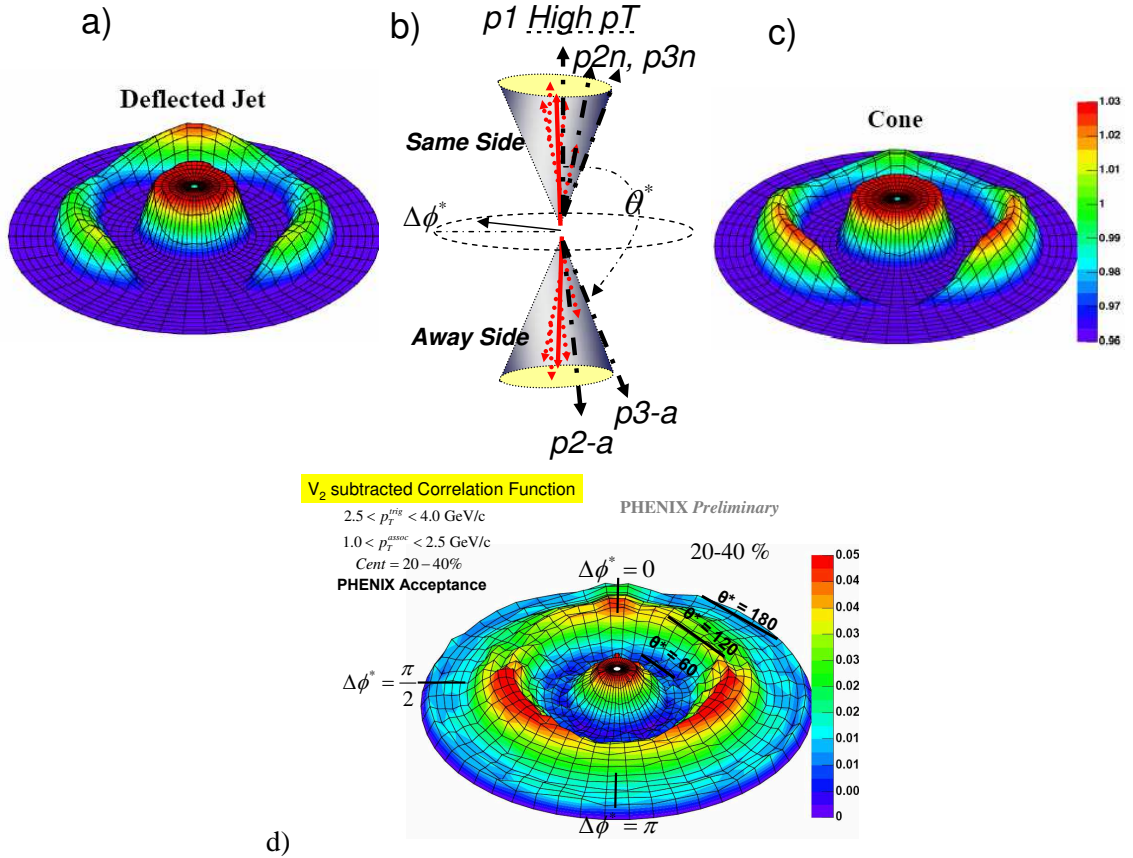 a)
b)
c)
Deflected Jet
p1 High pT
p2n, p3n
Same Side
Δϕ*
θ*
Away Side
p3-a
p2-a
Cone
1.03
1.02
1.01
1
0.99
0.98
0.97
0.96
V2 subtracted Correlation Function
2.5 < p_T^trig < 4.0 GeV/c
1.0 < p_T^assoc < 2.5 GeV/c
Cent = 20 – 40%
PHENIX Acceptance
PHENIX Preliminary
20-40 %
Δϕ* = 0
θ* = 180
θ* = 120
θ* = 60
Δϕ* = π/2
Δϕ* = π
0.05
0.04
0.04
0.03
0.03
0.02
0.02
0.01
0.01
0.00
0
d)